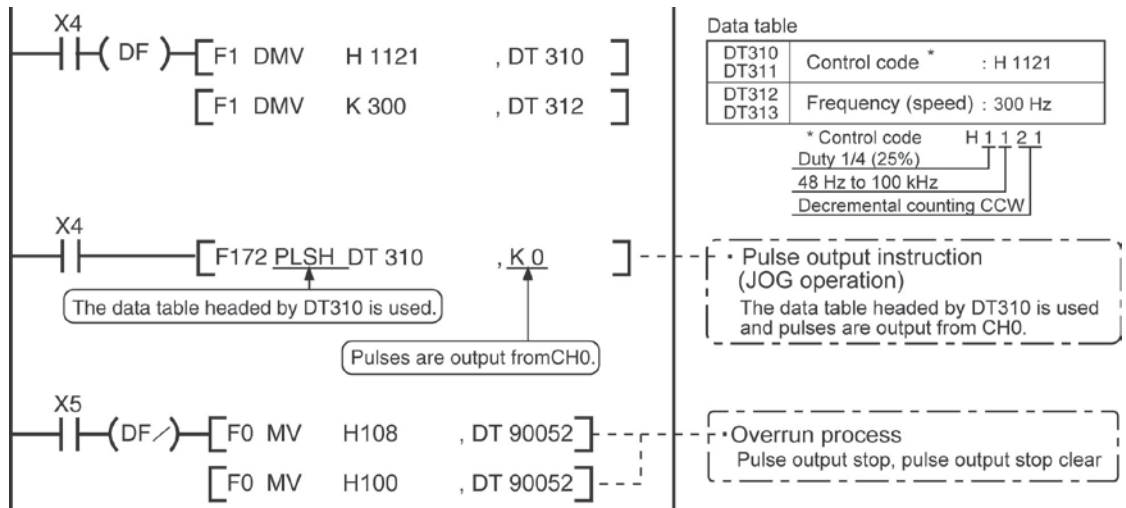 X4
( DF ) [F1 DMV H 1121 , DT 310 ]
[F1 DMV K 300 , DT 312 ]
X4
[F172 PLSH DT 310 , K 0 ]
The data table headed by DT310 is used.
Pulses are output fromCH0.
X5
(DF/) [F0 MV H108 , DT 90052]
[F0 MV H100 , DT 90052]
Data table
DT310
DT311
Control code * : H 1121
DT312
DT313
Frequency (speed) : 300 Hz
* Control code H 1 1 2 1
Duty 1/4 (25%)
48 Hz to 100 kHz
Decremental counting CCW
· Pulse output instruction
(JOG operation)
The data table headed by DT310 is used
and pulses are output from CH0.
·Overrun process
Pulse output stop, pulse output stop clear